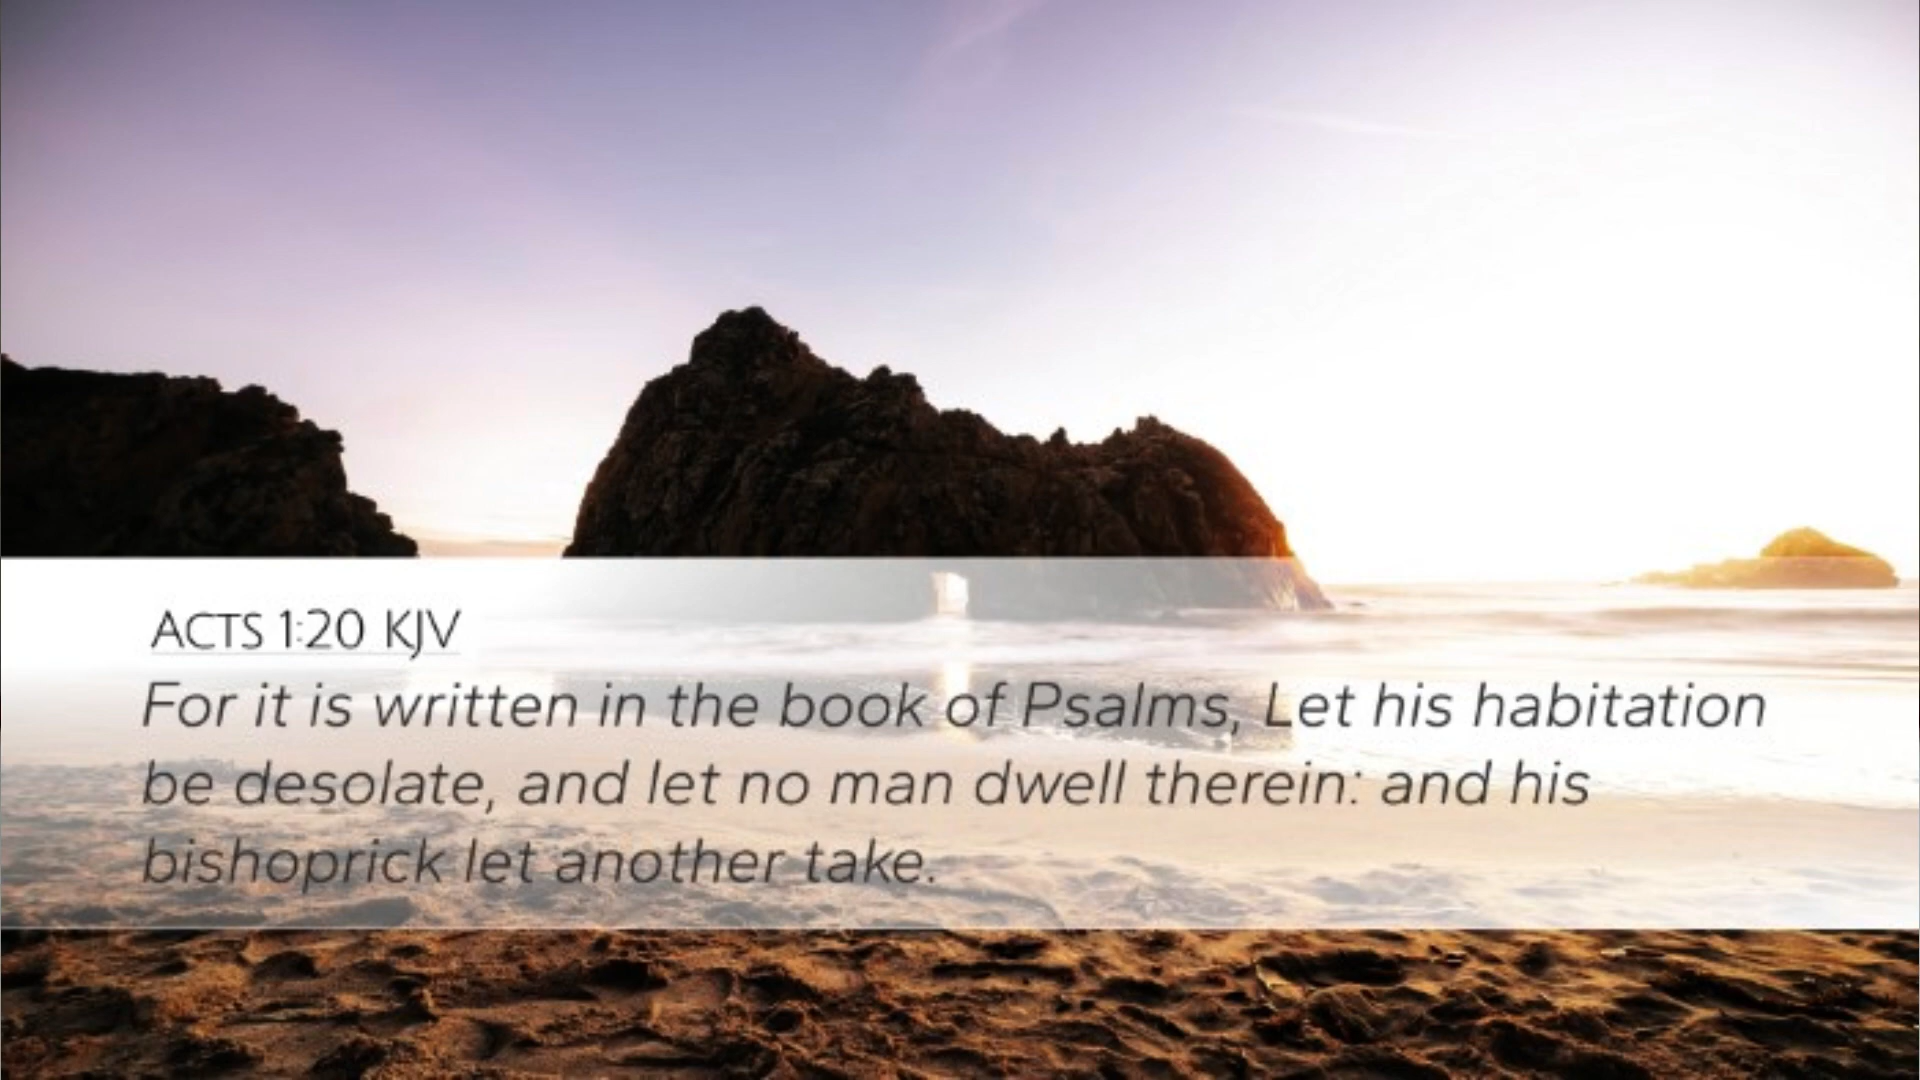 ACTS 1:20 KJV
For it is written in the book of Psalms, Let his habitation
be desolate, and let no man dwell therein: and his
bishoprick let another take.